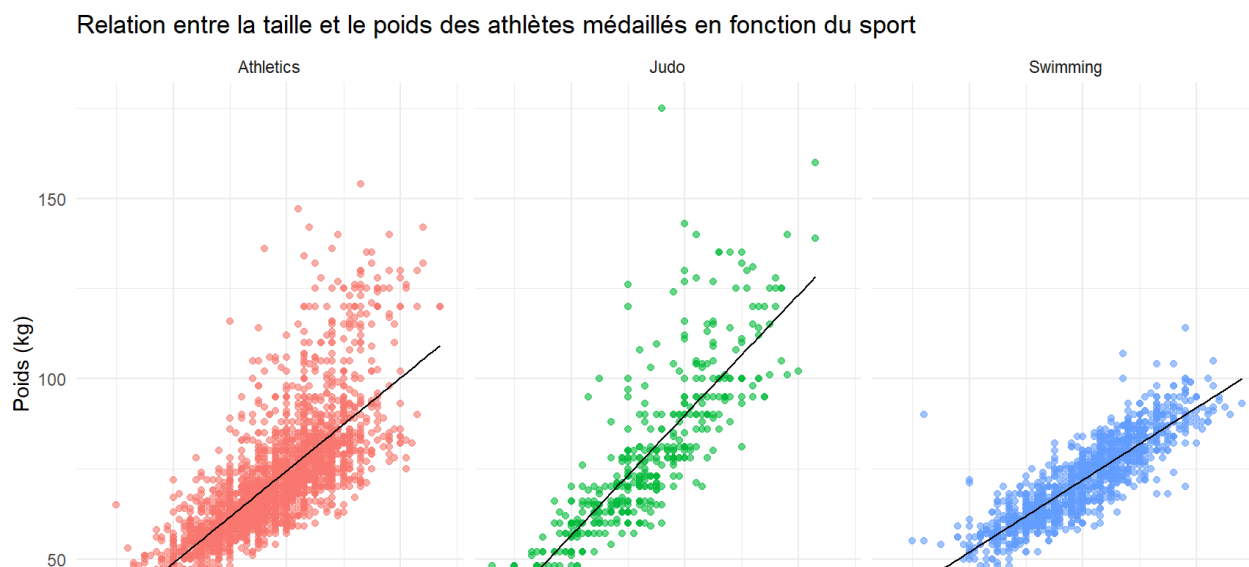 Relation entre la taille et le poids des athlètes médaillés en fonction du sport
Athletics
Judo
Swimming
150
100
50
Poids (kg)